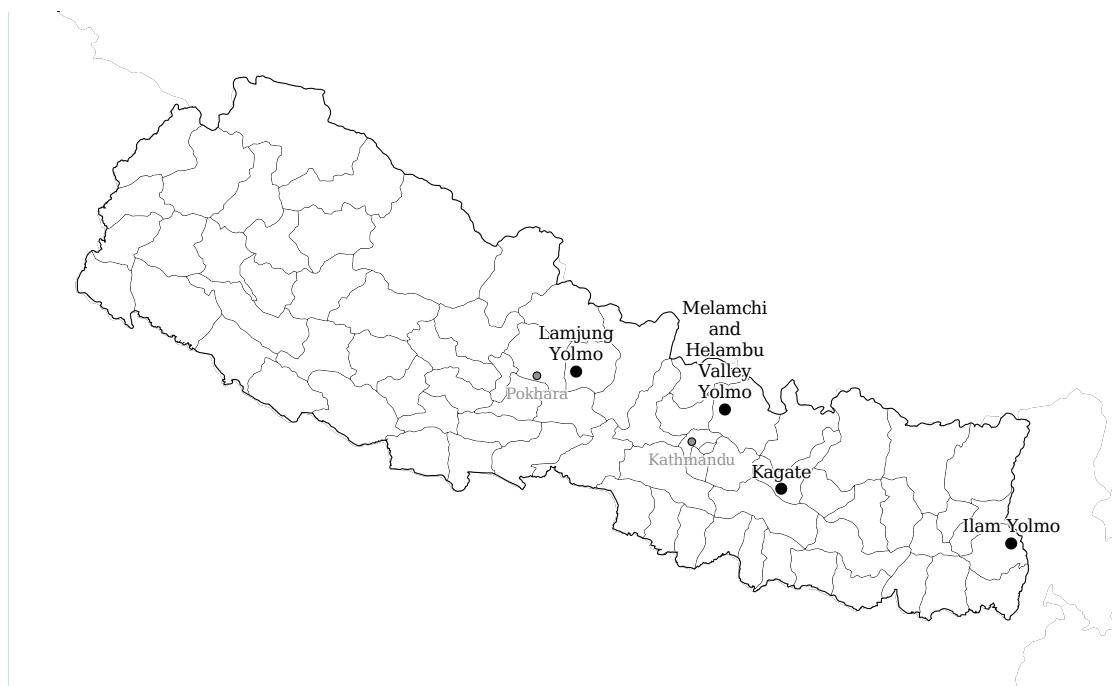 Melamchi
and
Helambu
Valley
Yolmo
Lamjung
Yolmo
Pokhara
Kathmandu
Kagate
Ilam Yolmo